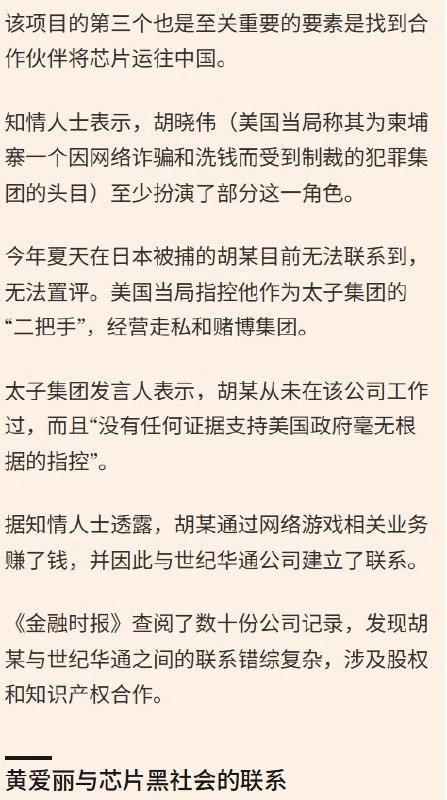 该项目的第三个也是至关重要的要素是找到合
作伙伴将芯片运往中国。
知情人士表示，胡晓伟（美国当局称其为柬埔
寨一个因网络诈骗和洗钱而受到制裁的犯罪集
团的头目）至少扮演了部分这一角色。
今年夏天在日本被捕的胡某目前无法联系到，
无法置评。美国当局指控他作为太子集团的
“二把手”，经营走私和赌博集团。
太子集团发言人表示，胡某从未在该公司工作
过，而且“没有任何证据支持美国政府毫无根
据的指控”。
据知情人士透露，胡某通过网络游戏相关业务
赚了钱，并因此与世纪华通公司建立了联系。
《金融时报》查阅了数十份公司记录，发现胡
某与世纪华通之间的联系错综复杂，涉及股权
和知识产权合作。
黄爱丽与芯片黑社会的联系